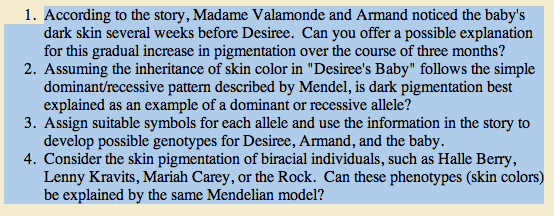 1. According to the story, Madame Valamonde and Armand noticed the baby's
dark skin several weeks before Desiree. Can you offer a possible explanation
for this gradual increase in pigmentation over the course of three months?
2. Assuming the inheritance of skin color in "Desiree's Baby" follows the simple
dominant/recessive pattern described by Mendel, is dark pigmentation best
explained as an example of a dominant or recessive allele?
3. Assign suitable symbols for each allele and use the information in the story to
develop possible genotypes for Desiree, Armand, and the baby.
4. Consider the skin pigmentation of biracial individuals, such as Halle Berry,
Lenny Kravits, Mariah Carey, or the Rock. Can these phenotypes (skin colors)
be explained by the same Mendelian model?